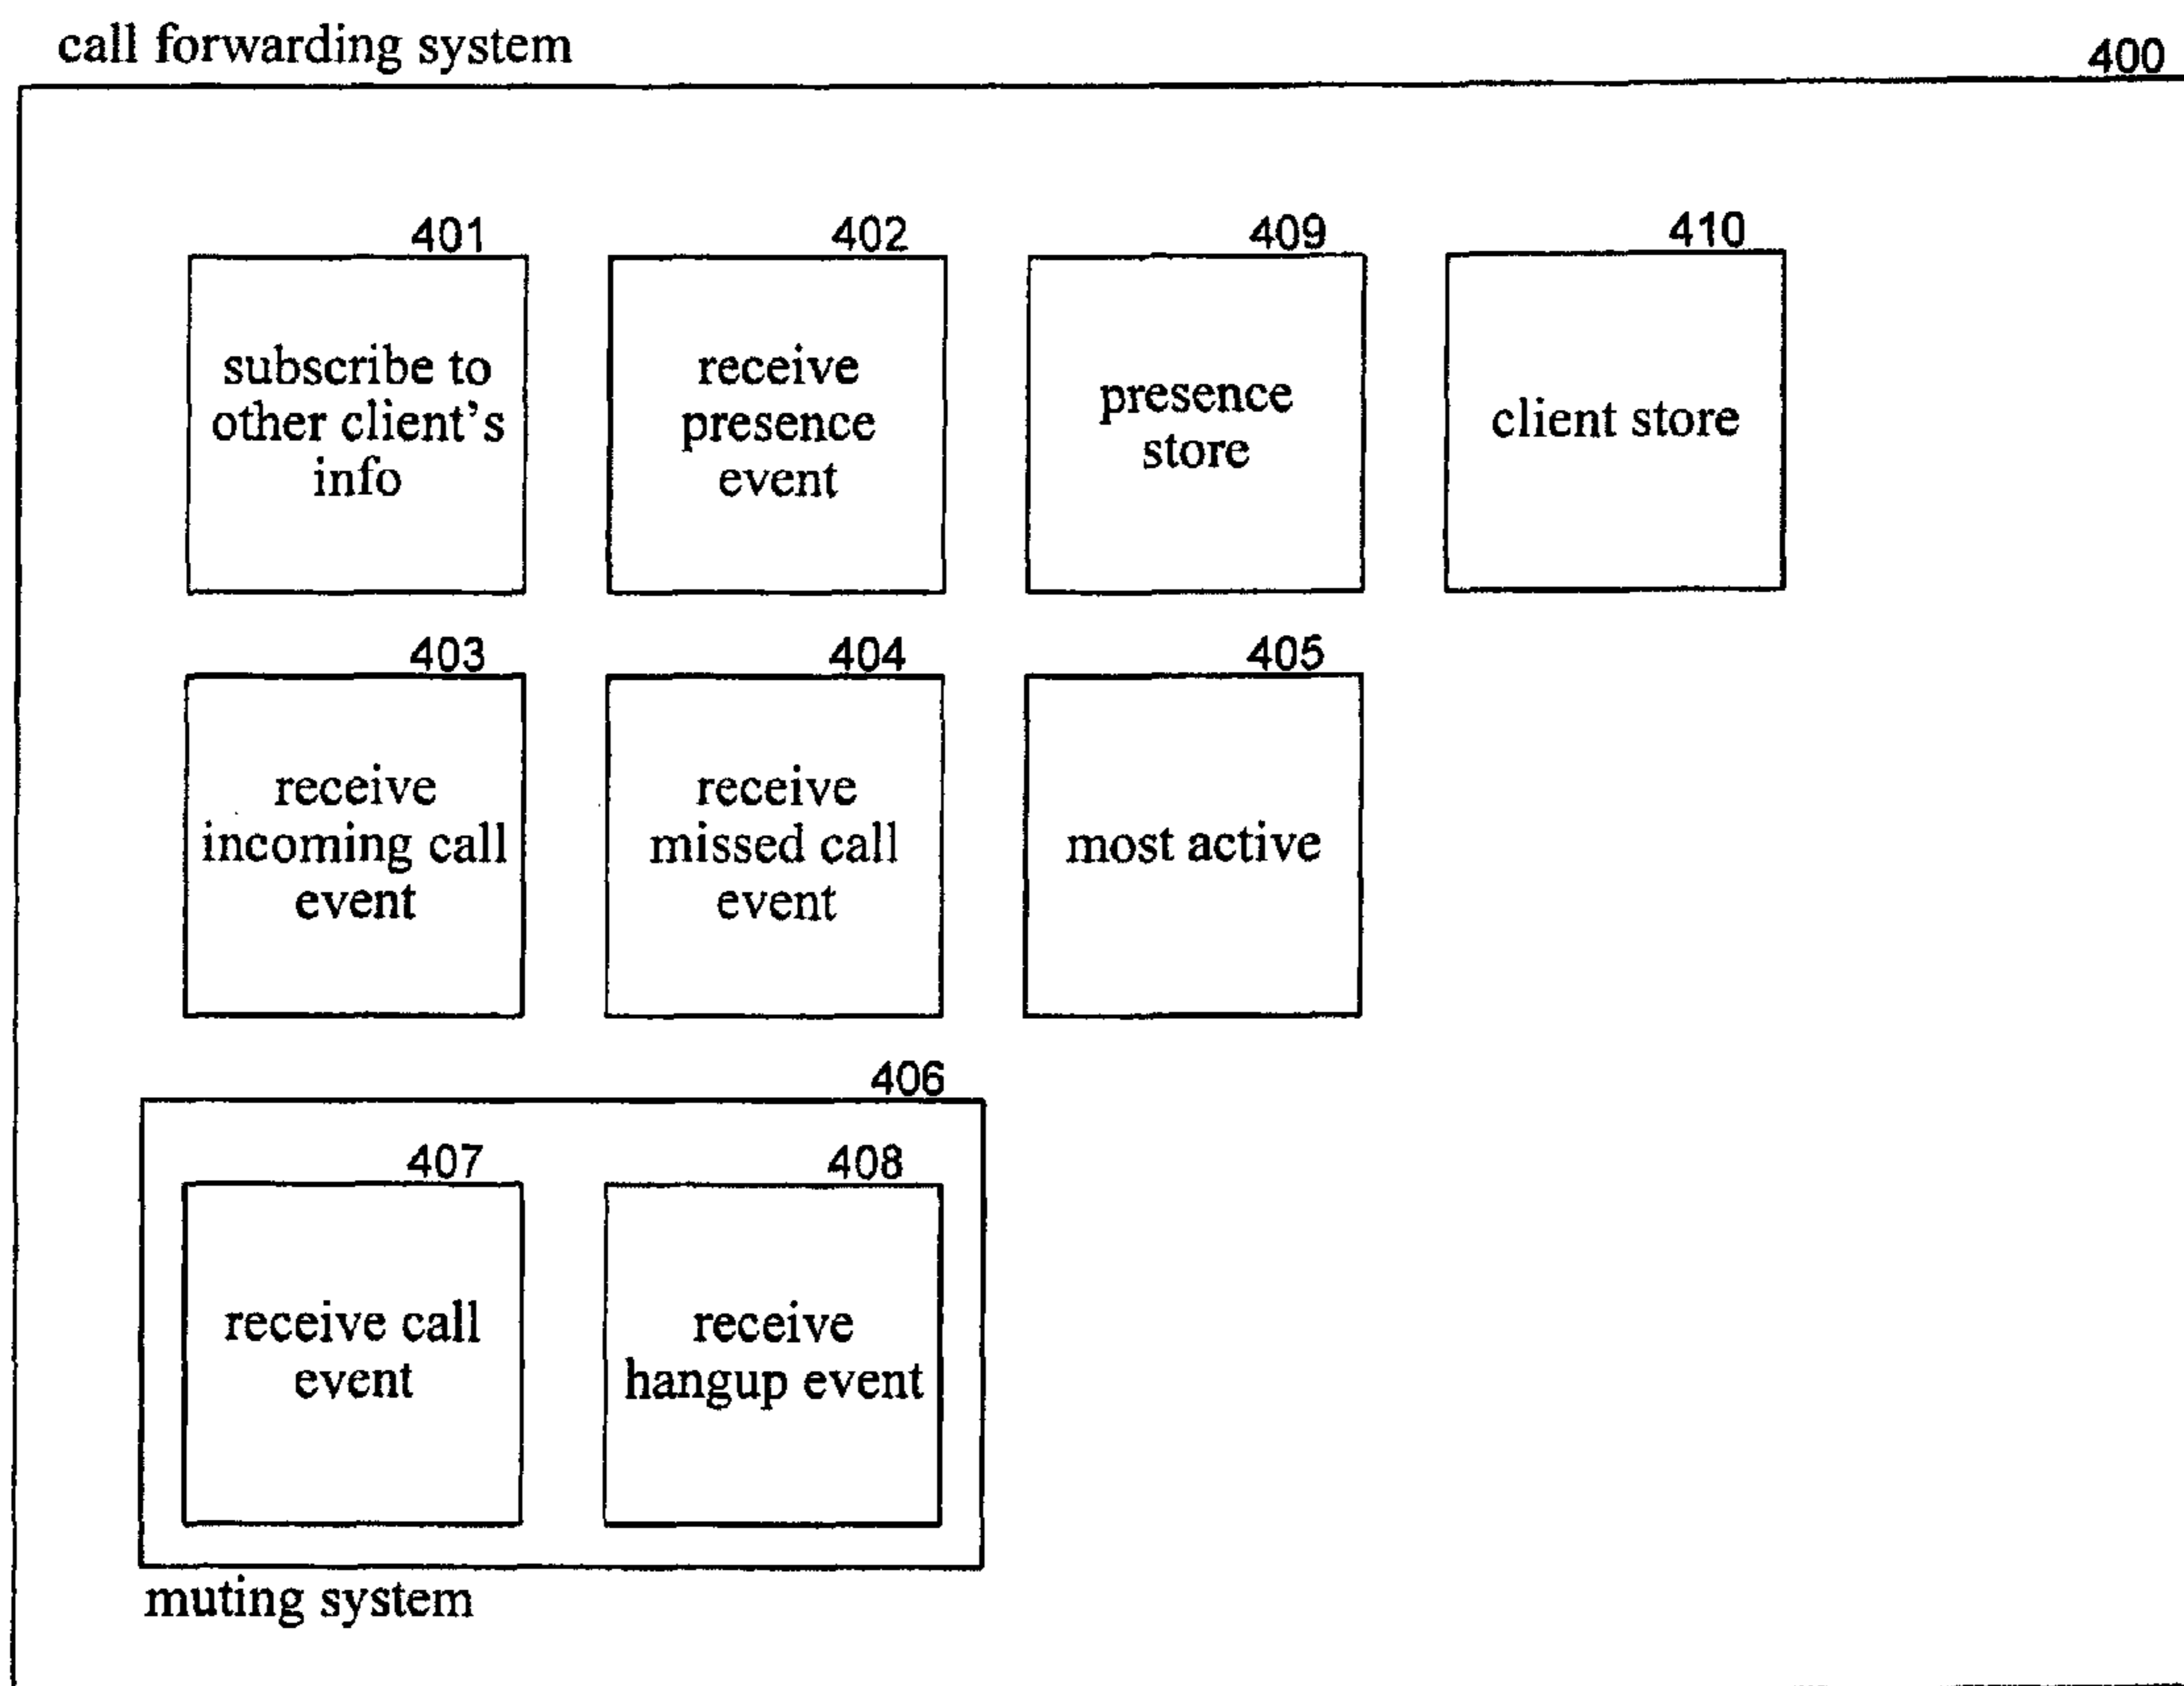 call forwarding system
400
401
402
409
410
subscribe to
other client's
info
receive
presence
event
presence
store
client store
403
404
405
receive
incoming call
event
receive
missed call
event
most active
406
407
408
receive call
event
receive
hangup event
muting system